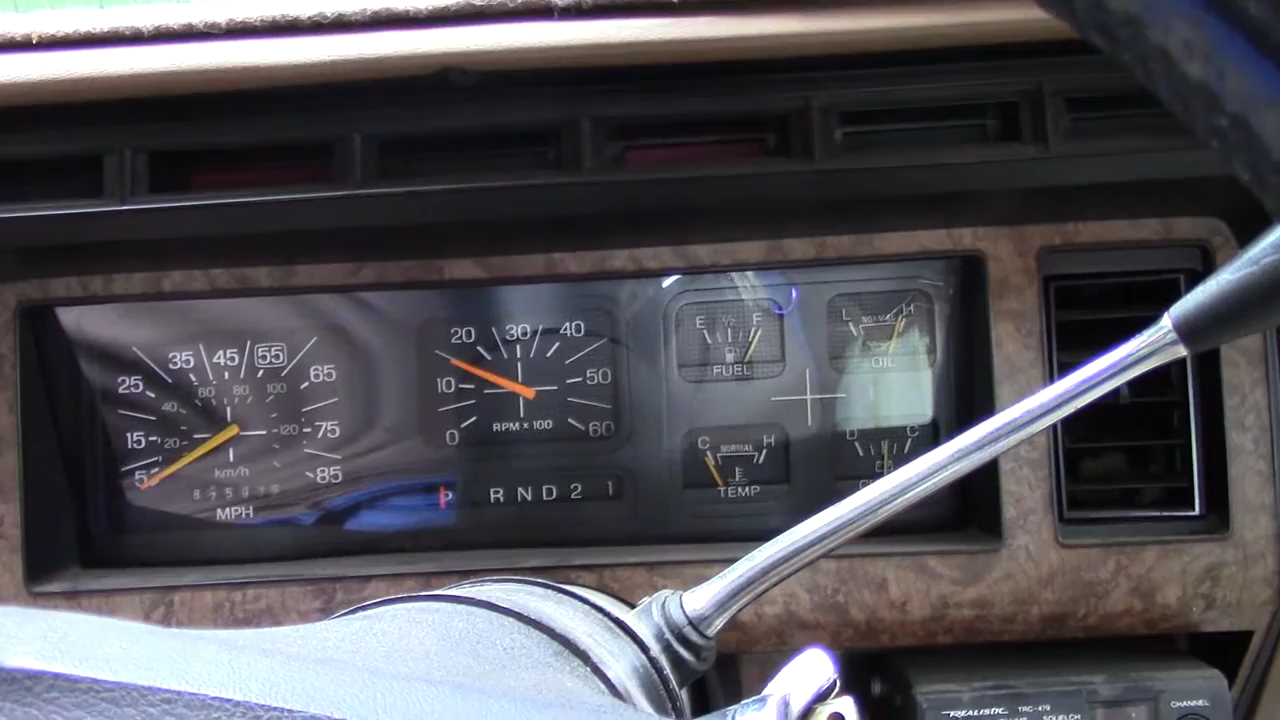 5 15 25 35 45 55 65 75 85
20 40 60 80 100 120
km/h
MPH
0 10 20 30 40 50 60
RPM x 100
P R N D 2 1
E 1/2 F
FUEL
L NORMAL H
OIL
C NORMAL H
TEMP
D C
REALISTIC TRC-479
SQUELCH
CHANNEL